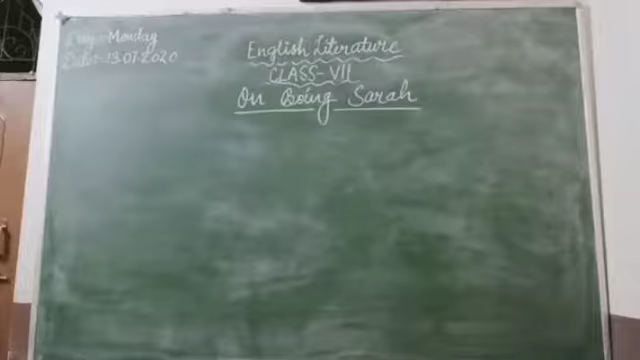 Day:- Monday
Date:- 13.07.2020
English Literature
CLASS-VII
On Being Sarah